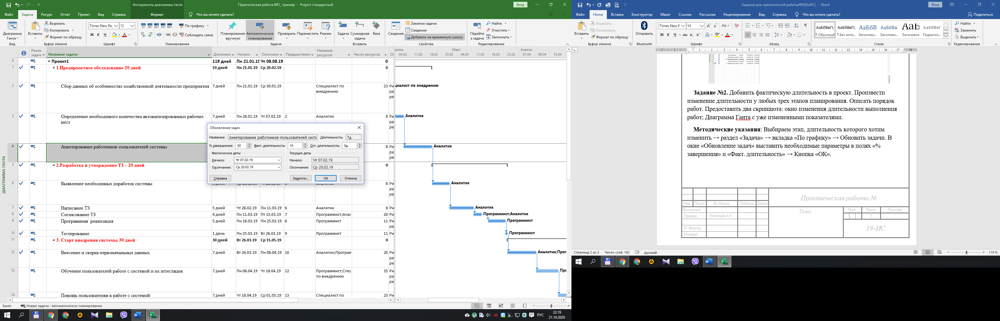 Инструменты диаграммы Ганта
Практическая работа №2_ пример - Project стандартный
Вход
Файл Задача Ресурс Отчет Проект Вид Справка Формат Что вы хотите сделать?
Диаграмма Ганта
Вид
Вставить
Вырезать
Копировать
Формат по образцу
Буфер обмена
Times New Ro 12
Ж К Ч
Шрифт
0% 25% 50% 75% 100%
По графику
Соблюдать связи
Планирование
Планирование вручную
Автоматическое планирование
Проверить
Переместить
Режим
Задачи
Задача
Суммарная задача
Веха
Вставить
Сведения
Заметки задачи
Сведения
Добавить на временную шкалу
Свойства
Перейти к задаче
Найти
Очистить
Заполнить
Редактирование
Режим задачи Название задачи Длительнс Начало Окончани Предшественн Названия ресурсов Число ресурсов
Март Апрель
04.02 11.02 18.02 25.02 04.03 11.03 18.03 25.03 01.04 08.04 15.04
0 Проект1 119 дней Пн 21.01.19 Чт 08.08.19 0
1 1.Предпроектное обследование 20 дней 19 дней Пн 21.01.19 Ср 20.02.19 0
2 Сбор данных об особенностях хозяйственной деятельности предприятия 7 дней Пн 21.01.19 Ср 30.01.19 Специалист по внедрению 23
циалист по внедрению
3 Определение необходимого количества автоматизированных рабочих мест 7 дней Пн 28.01.19 Чт 07.02.19 2 Аналитик 8
Аналитик
4 Анкетирование работников-пользователей системы 8
Аналитик
5 2.Разработка и утверждение ТЗ – 20 дней 0
6 Выявление необходимых доработок системы 8
Аналитик
7 Написание ТЗ 5 дней Чт 28.02.19 Пн 11.03.19 6 Аналитик 8
Аналитик
8 Согласование ТЗ 4 дней Пн 11.03.19 Пт 15.03.19 7 Программист;Анал 20
Программист;Аналитик
9 Программная реализация 5 дней Пн 18.03.19 Пн 25.03.19 8 Программист 11
Программист
10 Тестирование 1 день Пн 25.03.19 Вт 26.03.19 9 Программист 11
Программист
11 3. Старт внедрения системы 30 дней 30 дней Вт 26.03.19 Ср 15.05.19 0
12 Внесение и сверка первоначальных данных 7 дней Вт 26.03.19 Пн 08.04.19 10 Аналитик;Програм 20
Аналитик;Прог
13 Обучение пользователей работе с системой и их аттестация 7 дней Пн 08.04.19 Чт 18.04.19 12 Программист;Спец по внедрению 35
Прс
14 Помощь пользователям в работе с системой 7 дней Чт 18.04.19 Ср 01.05.19 13 Специалист по 23
ДИАГРАММА ГАНТА
Обновление задач
Название: Анкетирование работников-пользователей систе Длительность: 7д
% завершения: 50 Факт. длительность: 10 Ост. длительность: 0д
Фактические даты Текущие даты
Начало: Чт 07.02.19 Начало: Чт 07.02.19
Окончание: Ср 20.02.19 Окончание: Ср 20.02.19
Справка Заметки... ОК Отмена
Занят Новые задачи : Автоматическое планирование
РУС
22:19
21.10.2020
Задание для практической работы№4(ВнИС) - Word
Вход
Файл Home Вставка Конструктор Макет Ссылки Рассылки Рецензирование Вид Справка Что вы хотите сделать? Поделиться
Вставить
Вырезать
Копировать
Формат по образцу
Буфер обмена
Отправить
Bluetooth
Times New F 14
Ж К Ч
Шрифт
Абзац
АаБбВвГг, АаБбВвГг, АаБбВ АаБбВв АаБ АаБбВвГ
¶ Обычный ¶ Без инте... Заголово... Заголово... Заголовок Подзагол...
Стили
Найти
Заменить
Выделить
Редактирование
Задание №2. Добавить фактическую длительность в проект. Произвести
изменение длительности у любых трех этапов планирования. Описать порядок
работ. Предоставить два скриншота: окно изменения длительности выполнения
работ; Диаграмма Ганта с уже измененными показателями.
Методические указания: Выбираем этап, длительность которого хотим
изменить → раздел «Задача» → вкладка «По графику» → Обновить задачи. В
окне «Обновление задач» выставить необходимые параметры в полях «%
завершения» и «Факт. длительность» → Кнопка «ОК».
Практическая работа №
Изм. Лист № докум. Подпись Дата
Выполнил
Провер. Кузнецов А.Е.
Н. Контр.
Утверд.
Тема:
Лит. Лист Листов
1
19-ИС
Страница 2 из 2 Число слов: 182 русский 110 %